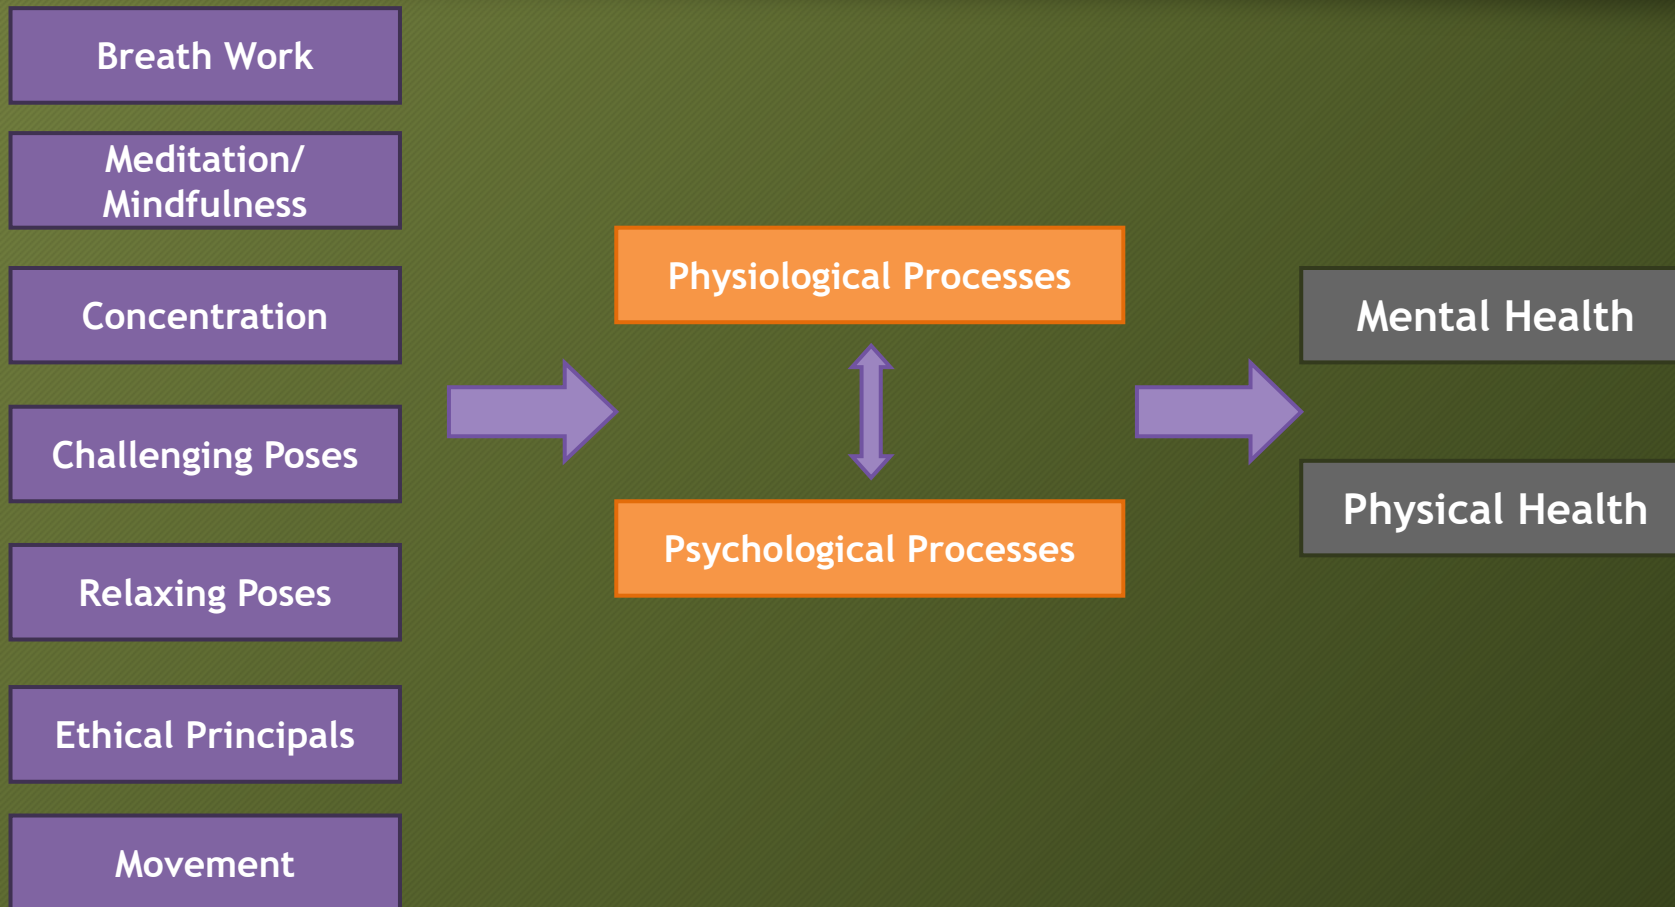 Breath Work
Meditation/
Mindfulness
Concentration
Challenging Poses
Relaxing Poses
Ethical Principals
Movement
Physiological Processes
Psychological Processes
Mental Health
Physical Health